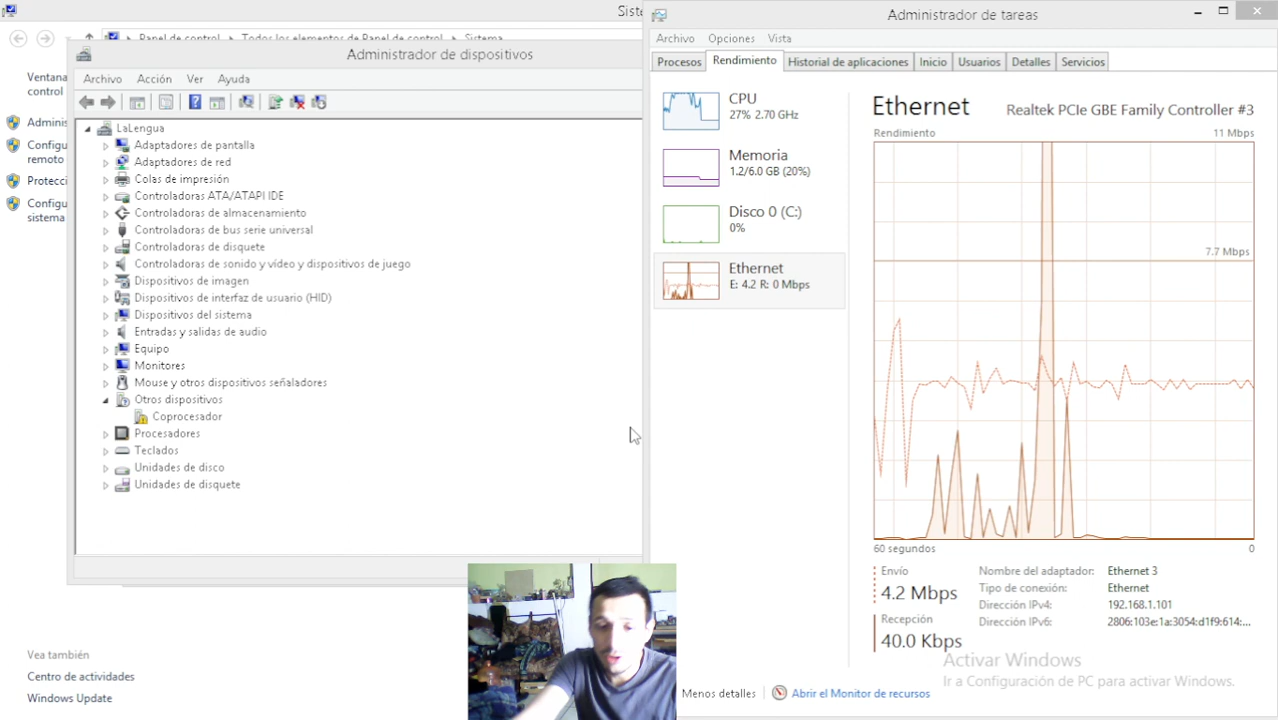 Siste
Panel de control
Todos los elementos de Panel de control
Sistema
Ventana
control
Adminis
Configu
remoto
Protecci
Configu
sistema
Vea también
Centro de actividades
Windows Update
Administrador de dispositivos
Archivo Acción Ver Ayuda
LaLengua
Adaptadores de pantalla
Adaptadores de red
Colas de impresión
Controladoras ATA/ATAPI IDE
Controladoras de almacenamiento
Controladoras de bus serie universal
Controladoras de disquete
Controladoras de sonido y vídeo y dispositivos de juego
Dispositivos de imagen
Dispositivos de interfaz de usuario (HID)
Dispositivos del sistema
Entradas y salidas de audio
Equipo
Monitores
Mouse y otros dispositivos señaladores
Otros dispositivos
Coprocesador
Procesadores
Teclados
Unidades de disco
Unidades de disquete
Administrador de tareas
Archivo Opciones Vista
Procesos Rendimiento Historial de aplicaciones Inicio Usuarios Detalles Servicios
CPU
27% 2.70 GHz
Memoria
1.2/6.0 GB (20%)
Disco 0 (C:)
0%
Ethernet
E: 4.2 R: 0 Mbps
Ethernet Realtek PCIe GBE Family Controller #3
Rendimiento 11 Mbps
7.7 Mbps
60 segundos 0
Envío
4.2 Mbps
Recepción
40.0 Kbps
Nombre del adaptador: Ethernet 3
Tipo de conexión: Ethernet
Dirección IPv4: 192.168.1.101
Dirección IPv6: 2806:103e:1a:3054:d1f9:614:...
Activar Windows
Ir a Configuración de PC para activar Windows.
Menos detalles Abrir el Monitor de recursos